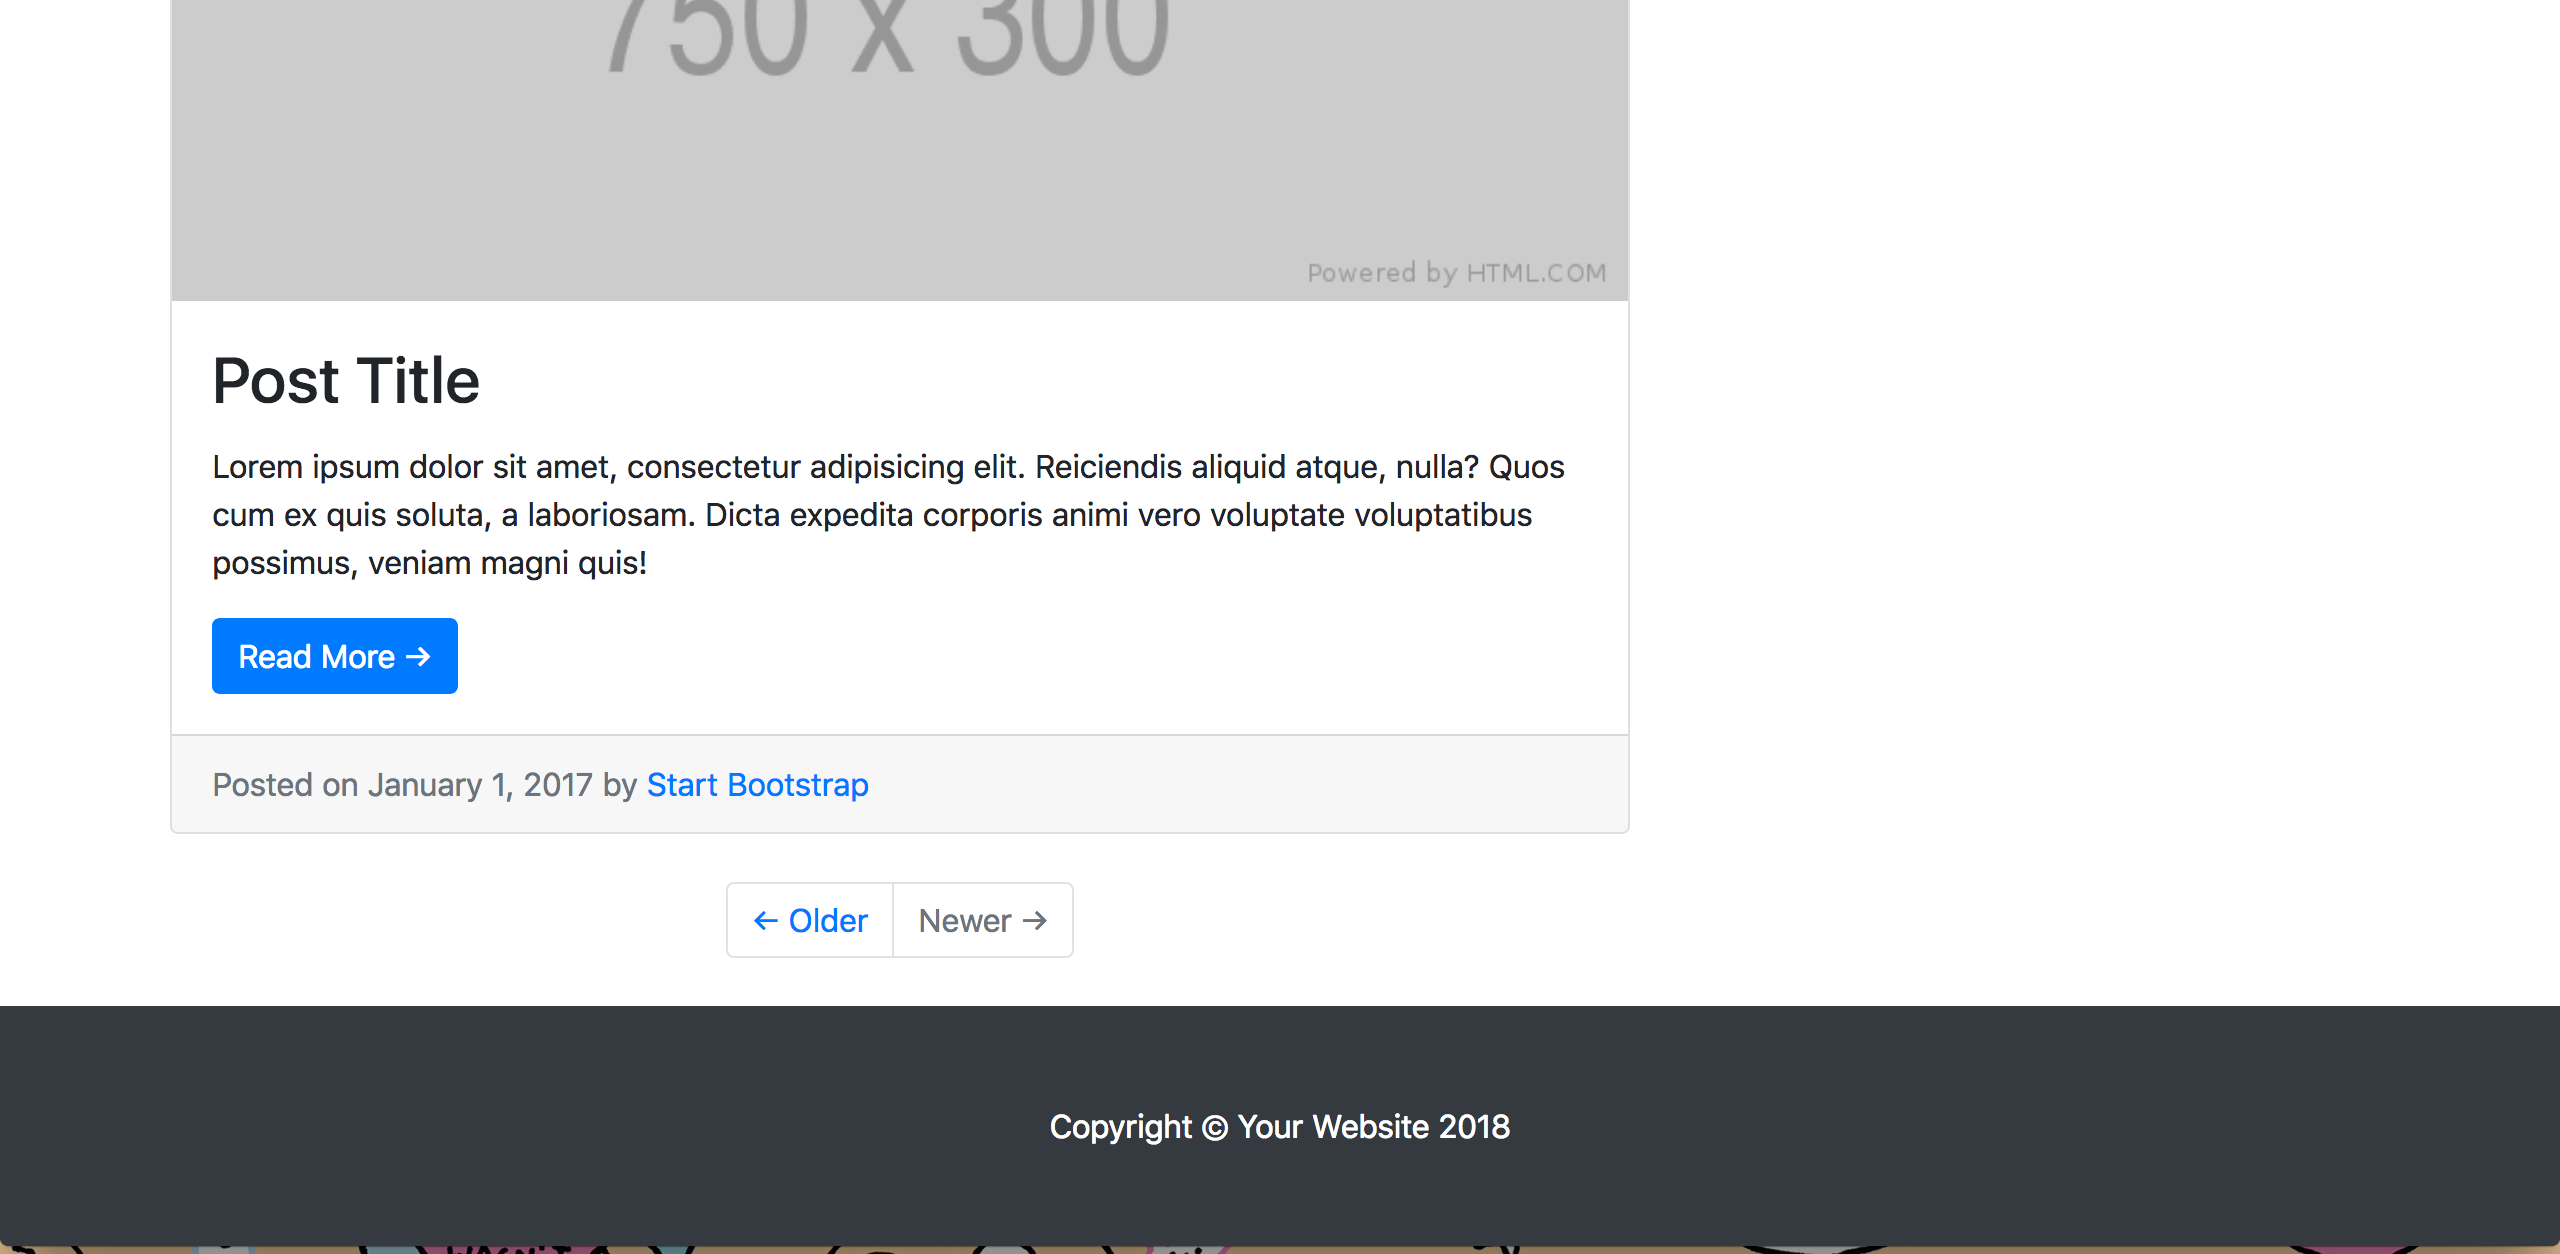 750 x 300
Powered by HTML.COM
Post Title
Lorem ipsum dolor sit amet, consectetur adipisicing elit. Reiciendis aliquid atque, nulla? Quos
cum ex quis soluta, a laboriosam. Dicta expedita corporis animi vero voluptate voluptatibus
possimus, veniam magni quis!
Read More →
Posted on January 1, 2017 by Start Bootstrap
← Older
Newer →
Copyright © Your Website 2018